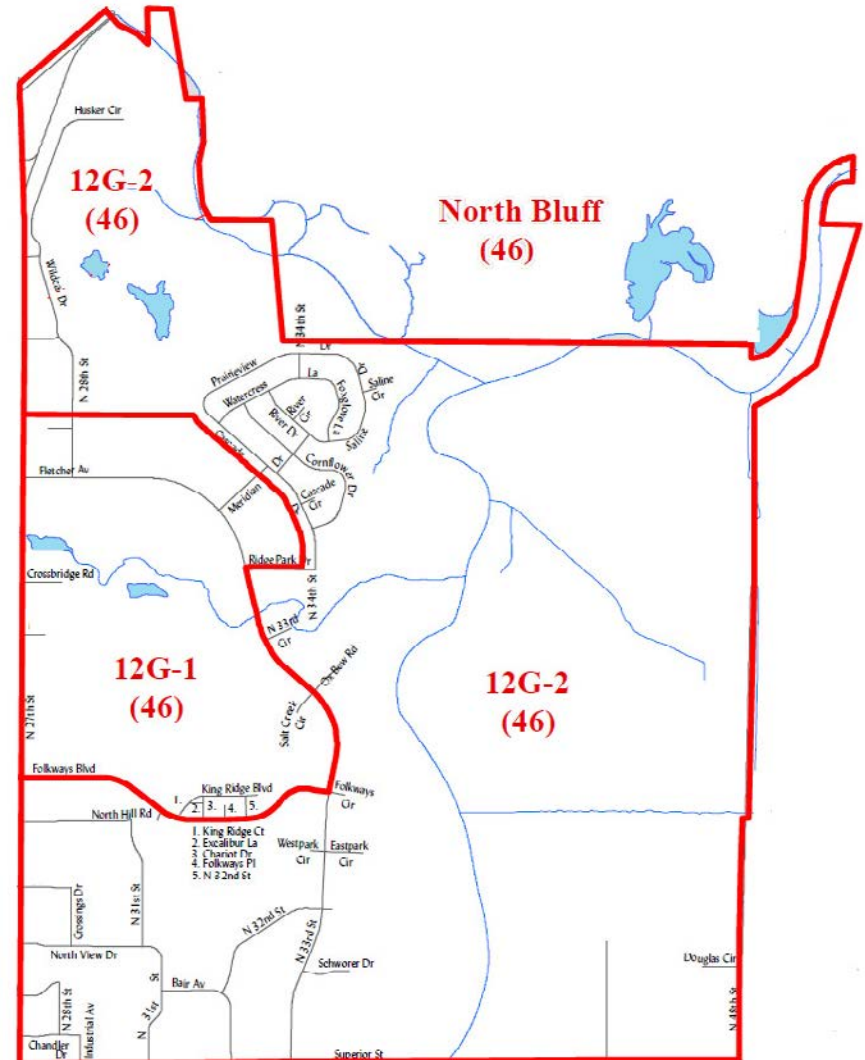 Husker Cir
12G-2
(46)
North Bluff
(46)
Wildcat Dr
N 28th St
N 34th St
Dr
Prairieview
La
Dr
Watercress
Foxglove La
Saline
Cir
River
Cir
River Dr
Saline
Cascade
Dr
Cornflower Dr
Fletcher Av
Meridian
Cascade
Cir
Dr
Ridge Park Dr
Crossbridge Rd
N 34th St
N 33rd
Cir
12G-1
(46)
Ox Bow Rd
Salt Creek
Cir
12G-2
(46)
N 27th St
Folkways Blvd
King Ridge Blvd
Folkways
Cir
1.
2.
3.
4.
5.
North Hill Rd
1. King Ridge Ct
2. Excalibur La
3. Chariot Dr
4. Folkways Pl
5. N 32nd St
Westpark
Cir
Eastpark
Cir
Crossings Dr
N 31st St
N 32nd St
N 33rd St
North View Dr
Schworer Dr
Douglas Cir
St
Bair Av
N 28th St
Industrial Av
N 31st
N 48th St
Chandler
Dr
Superior St